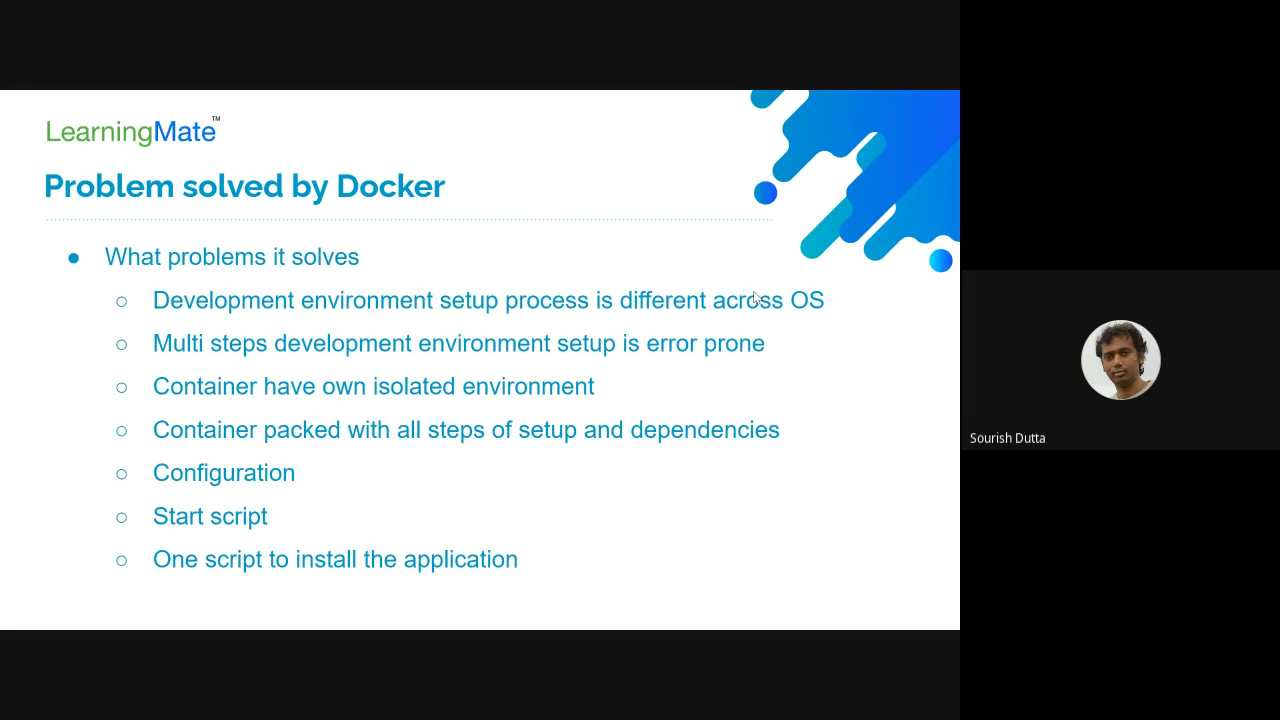 LearningMate™
Problem solved by Docker
● What problems it solves
○ Development environment setup process is different across OS
○ Multi steps development environment setup is error prone
○ Container have own isolated environment
○ Container packed with all steps of setup and dependencies
○ Configuration
○ Start script
○ One script to install the application
Sourish Dutta